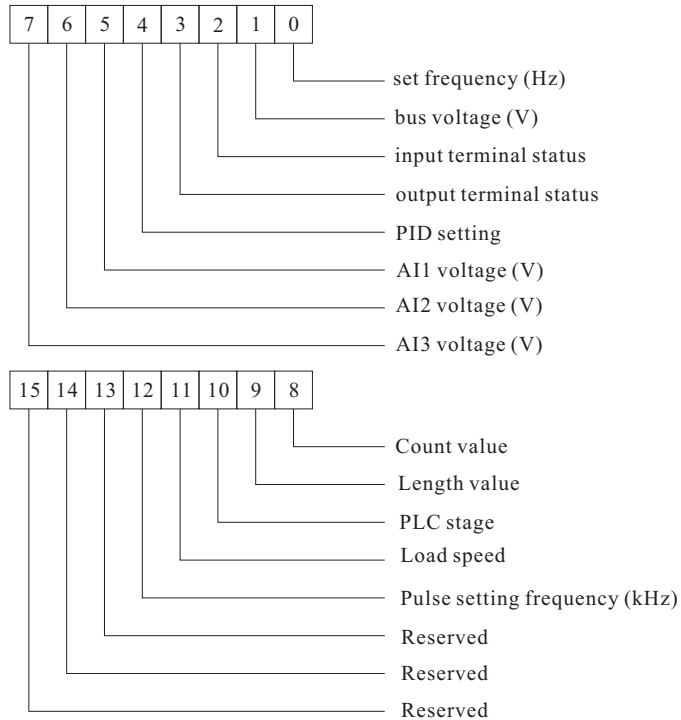 7 6 5 4 3 2 1 0
set frequency (Hz)
bus voltage (V)
input terminal status
output terminal status
PID setting
AI1 voltage (V)
AI2 voltage (V)
AI3 voltage (V)
15 14 13 12 11 10 9 8
Count value
Length value
PLC stage
Load speed
Pulse setting frequency (kHz)
Reserved
Reserved
Reserved